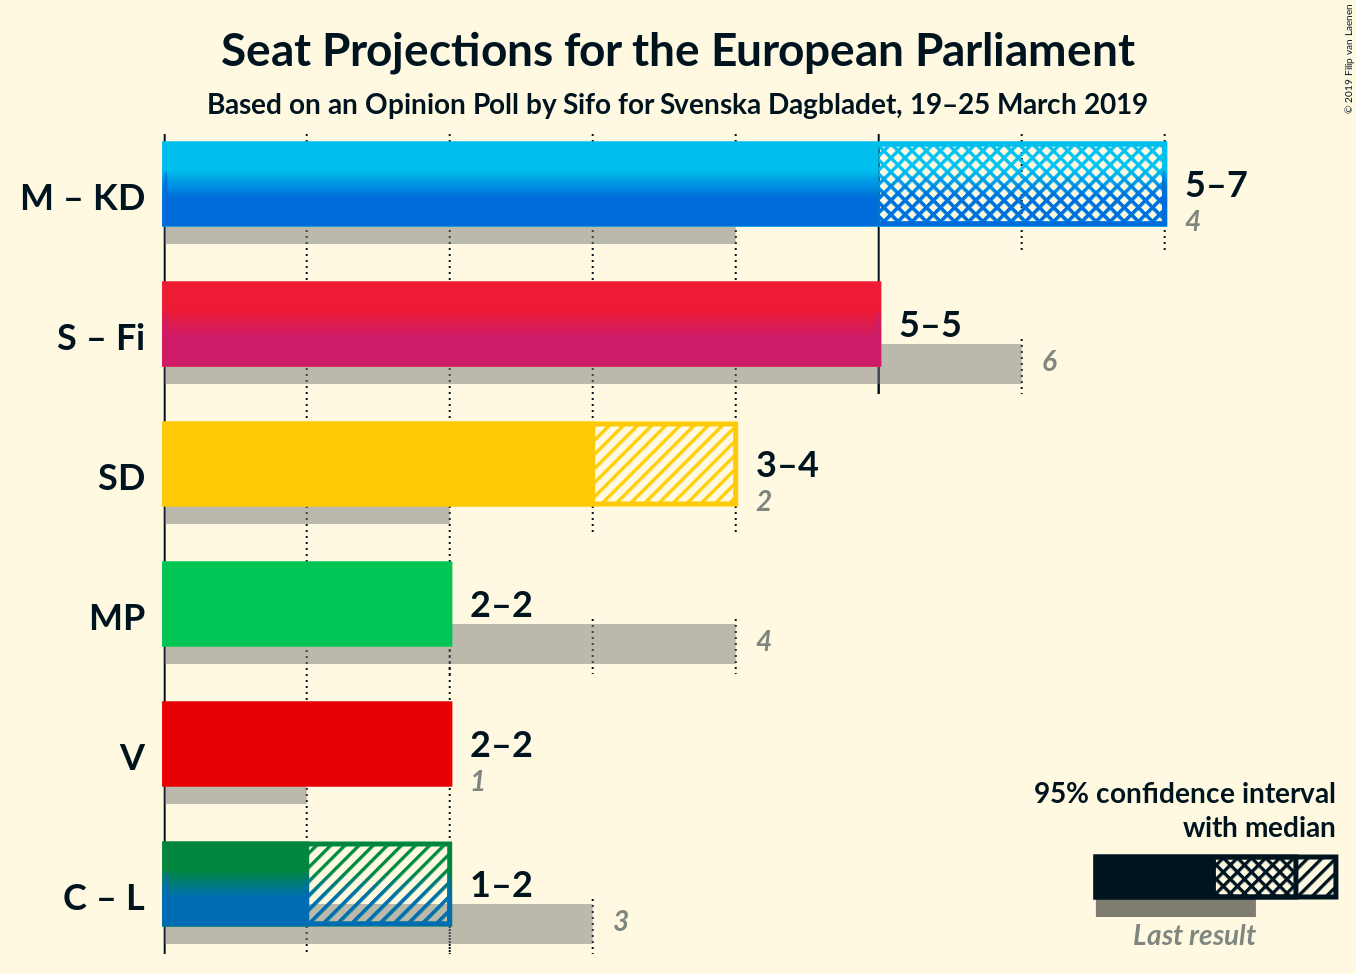 Seat Projections for the European Parliament
Based on an Opinion Poll by Sifo for Svenska Dagbladet, 19–25 March 2019
© 2019 Filip van Laenen
M – KD
5–7
4
S – Fi
5–5
6
SD
3–4
2
MP
2–2
4
V
2–2
1
C – L
1–2
3
95% confidence interval
with median
Last result